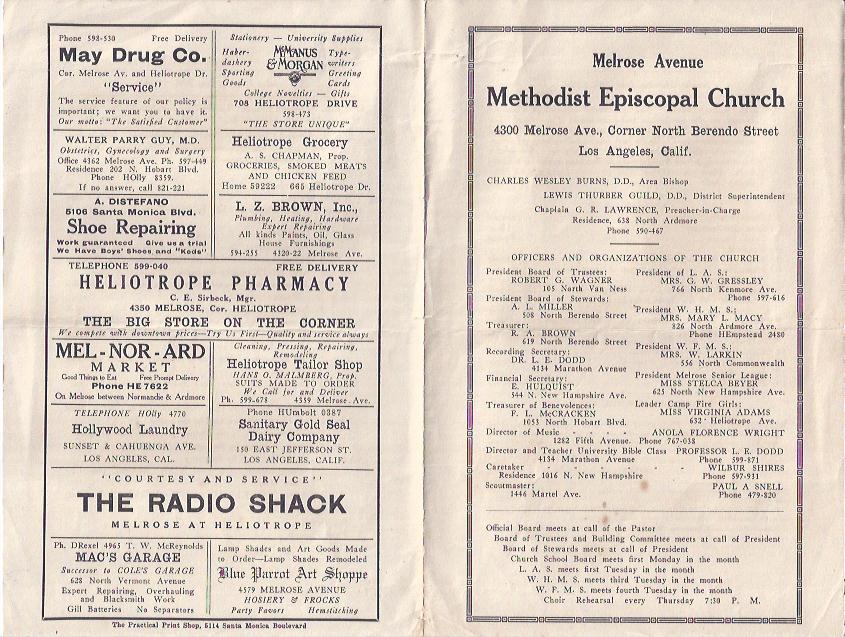 Phone 598-530 Free Delivery
May Drug Co.
Cor. Melrose Av. and Heliotrope Dr.
"Service"
The service feature of our policy is
important; we want you to have it.
Our motto: "The Satisfied Customer"
Stationery — University Supplies
Haber-
dashery
Sporting
Goods
McMANUS
& MORGAN
Type-
writers
Greeting
Cards
College Novelties — Gifts
708 HELIOTROPE DRIVE
598-473
"THE STORE UNIQUE"
WALTER PARRY GUY, M.D.
Obstetrics, Gynecology and Surgery
Office 4362 Melrose Ave. Ph. 597-449
Residence 202 N. Hobart Blvd.
Phone HOlly 8359.
If no answer, call 821-221
Heliotrope Grocery
A. S. CHAPMAN, Prop.
GROCERIES, SMOKED MEATS
AND CHICKEN FEED
Home 59222 665 Heliotrope Dr.
A. DISTEFANO
5106 Santa Monica Blvd.
Shoe Repairing
Work guaranteed Give us a trial
We Have Boys' Shoes and "Keds"
L. Z. BROWN, Inc.,
Plumbing, Heating, Hardware
Expert Repairing
All kinds Paints, Oil, Glass
House Furnishings
594-255 4320-22 Melrose Ave.
TELEPHONE 599-040 FREE DELIVERY
HELIOTROPE PHARMACY
C. E. Sirbeck, Mgr.
4350 MELROSE, Cor. HELIOTROPE
THE BIG STORE ON THE CORNER
We compete with downtown prices—Try Us First—Quality and service always
MEL-NOR-ARD
MARKET
Good Things to Eat Free Prompt Delivery
Phone HE 7622
On Melrose between Normandie & Ardmore
Cleaning, Pressing, Repairing,
Remodeling
Heliotrope Tailor Shop
HANS G. MALMBERG, Prop.
SUITS MADE TO ORDER
We Call for and Deliver
Ph. 599-678 4359 Melrose Ave.
TELEPHONE HOlly 4770
Hollywood Laundry
SUNSET & CAHUENGA AVE.
LOS ANGELES, CAL.
Phone HUmbolt 0387
Sanitary Gold Seal
Dairy Company
150 EAST JEFFERSON ST.
LOS ANGELES, CALIF.
"COURTESY AND SERVICE"
THE RADIO SHACK
MELROSE AT HELIOTROPE
Ph. DRexel 4965 T. W. McReynolds
MAC'S GARAGE
Successor to COLE'S GARAGE
628 North Vermont Avenue
Expert Repairing, Overhauling
and Blacksmith Work
Gill Batteries No Separators
Lamp Shades and Art Goods Made
to Order—Lamp Shades Remodeled
Blue Parrot Art Shoppe
4579 MELROSE AVENUE
HOSIERY & FROCKS
Party Favors Hemstitching
The Practical Print Shop, 5114 Santa Monica Boulevard
Melrose Avenue
Methodist Episcopal Church
4300 Melrose Ave., Corner North Berendo Street
Los Angeles, Calif.
CHARLES WESLEY BURNS, D.D., Area Bishop
LEWIS THURBER GUILD, D.D., District Superintendent
Chaplain G. R. LAWRENCE, Preacher-in-Charge
Residence, 638 North Ardmore
Phone 590-467
OFFICERS AND ORGANIZATIONS OF THE CHURCH
President Board of Trustees:
ROBERT G. WAGNER
105 North Van Ness
President Board of Stewards:
A. L. MILLER
508 North Berendo Street
Treasurer:
R. A. BROWN
619 North Berendo Street
Recording Secretary:
DR. L. E. DODD
4134 Marathon Avenue
Financial Secretary:
E. HULQUIST
544 N. New Hampshire Ave.
Treasurer of Benevolences:
F. L. McCRACKEN
1053 North Hobart Blvd.
President of L. A. S.:
MRS. G. W. GRESSLEY
766 North Kenmore Ave.
Phone 597-616
President W. H. M. S.:
MRS. MARY L. MACY
826 North Ardmore Ave.
Phone HEmpstead 2480
President W. F. M. S.:
MRS. W. LARKIN
556 North Commonwealth
President Melrose Senior League:
MISS STELCA BEYER
625 North New Hampshire Ave.
Leader Camp Fire Girls:
MISS VIRGINIA ADAMS
632 Heliotrope Ave.
Director of Music - - - - ANOLA FLORENCE WRIGHT
1282 Fifth Avenue. Phone 767-038
Director and Teacher University Bible Class PROFESSOR L. E. DODD
4134 Marathon Avenue Phone 599-871
Caretaker - - - - - WILBUR SHIRES
Residence 1016 N. New Hampshire Phone 597-931
Scoutmaster: PAUL A SNELL
1446 Martel Ave. Phone 479-820
Official Board meets at call of the Pastor
Board of Trustees and Building Committee meets at call of President
Board of Stewards meets at call of President
Church School Board meets first Monday in the month
L. A. S. meets first Tuesday in the month
W. H. M. S. meets third Tuesday in the month
W. F. M. S. meets fourth Tuesday in the month
Choir Rehearsal every Thursday 7:30 P. M.